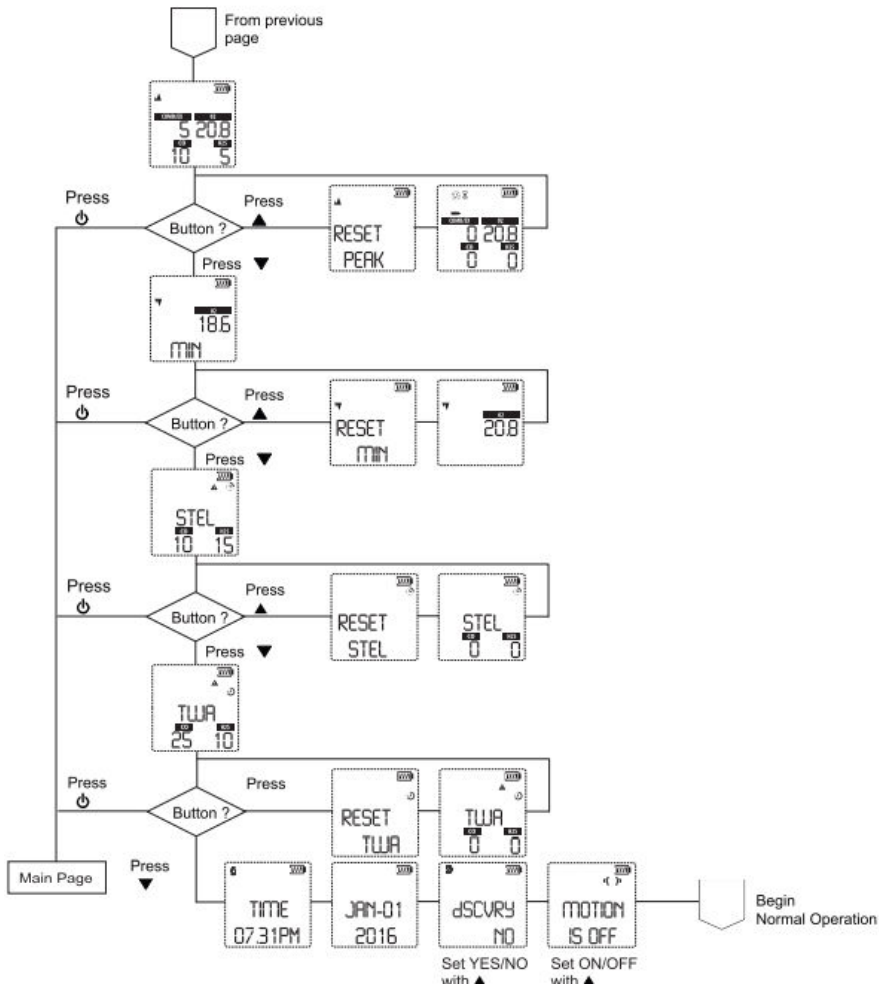 From previous
page
COMB/EX O2
5 20.8
CO H2S
10 5
Press
Button ?
Press
▲
RESET
PEAK
COMB/EX O2
0 20.8
CO H2S
0 0
Press ▼
O2
18.6
MIN
Press
Button ?
Press
▲
RESET
MIN
O2
20.8
Press ▼
STEL
CO H2S
10 15
Press
Button ?
Press
▲
RESET
STEL
STEL
CO H2S
0 0
Press ▼
TWA
CO H2S
25 10
Press
Button ?
Press
RESET
TWA
TWA
CO H2S
0 0
Main Page
Press
▼
TIME
07.31PM
JAN-01
2016
dSCVRY
NO
MOTION
IS OFF
Begin
Normal Operation
Set YES/NO
with ▲
Set ON/OFF
with ▲